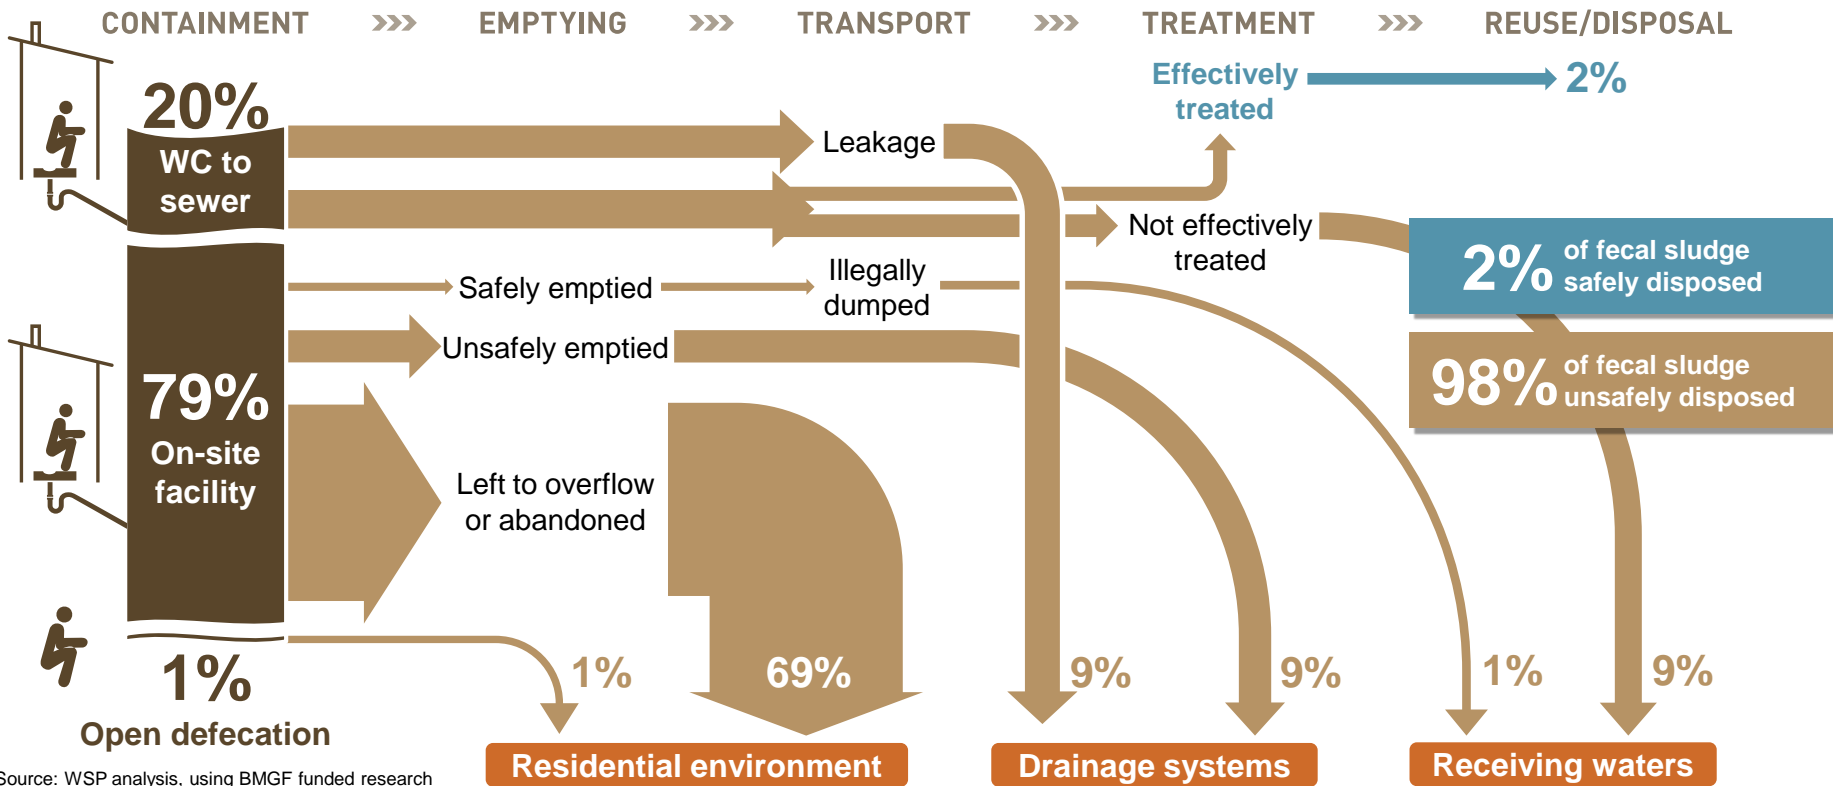 CONTAINMENT >>> EMPTYING >>> TRANSPORT >>> TREATMENT >>> REUSE/DISPOSAL
20%
WC to
sewer
Leakage
Effectively
treated
2%
Not effectively
treated
2% of fecal sludge
safely disposed
98% of fecal sludge
unsafely disposed
79%
On-site
facility
Safely emptied
Illegally
dumped
Unsafely emptied
Left to overflow
or abandoned
1%
Open defecation
1%
69%
9%
9%
1%
9%
Residential environment
Drainage systems
Receiving waters
Source: WSP analysis, using BMGF funded research